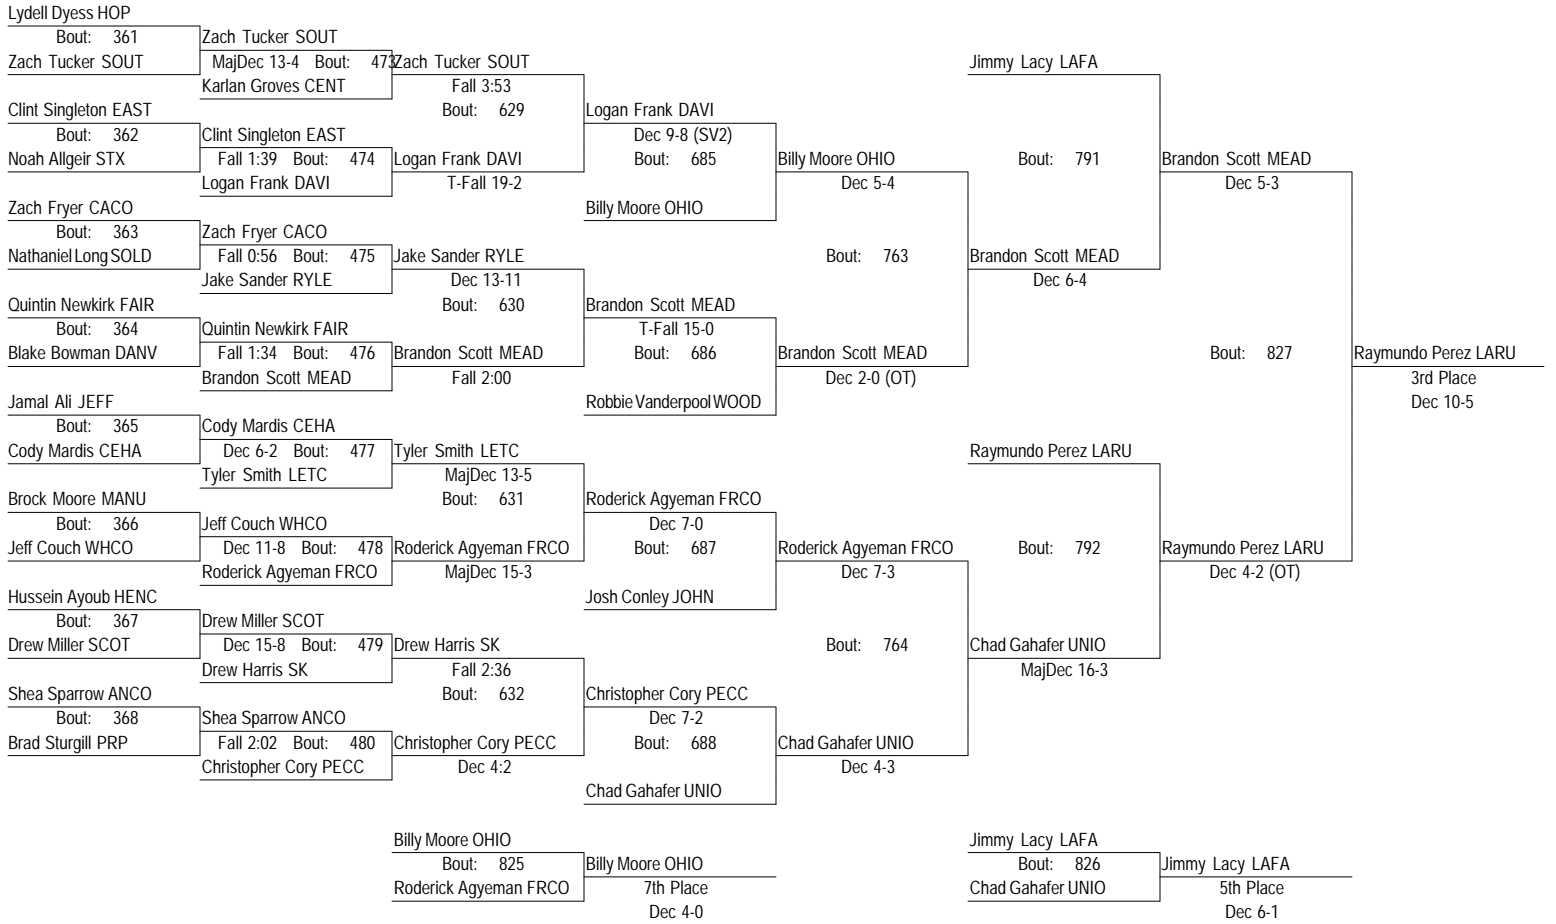 Lydell Dyess HOP
Bout: 361 Zach Tucker SOUT
Zach Tucker SOUT MajDec 13-4 Bout: 473 Zach Tucker SOUT Jimmy Lacy LAFA
Karlan Groves CENT Fall 3:53
Clint Singleton EAST Bout: 629 Logan Frank DAVI
Bout: 362 Clint Singleton EAST Dec 9-8 (SV2)
Noah Allgeir STX Fall 1:39 Bout: 474 Logan Frank DAVI Bout: 685 Billy Moore OHIO Bout: 791 Brandon Scott MEAD
Logan Frank DAVI T-Fall 19-2 Dec 5-4 Dec 5-3
Zach Fryer CACO Billy Moore OHIO
Bout: 363 Zach Fryer CACO
Nathaniel Long SOLD Fall 0:56 Bout: 475 Jake Sander RYLE Bout: 763 Brandon Scott MEAD
Jake Sander RYLE Dec 13-11 Dec 6-4
Quintin Newkirk FAIR Bout: 630 Brandon Scott MEAD
Bout: 364 Quintin Newkirk FAIR T-Fall 15-0
Blake Bowman DANV Fall 1:34 Bout: 476 Brandon Scott MEAD Bout: 686 Brandon Scott MEAD Bout: 827 Raymundo Perez LARU
Brandon Scott MEAD Fall 2:00 Dec 2-0 (OT) 3rd Place
Jamal Ali JEFF Robbie Vanderpool WOOD Dec 10-5
Bout: 365 Cody Mardis CEHA
Cody Mardis CEHA Dec 6-2 Bout: 477 Tyler Smith LETC Raymundo Perez LARU
Tyler Smith LETC MajDec 13-5
Brock Moore MANU Bout: 631 Roderick Agyeman FRCO
Bout: 366 Jeff Couch WHCO Dec 7-0
Jeff Couch WHCO Dec 11-8 Bout: 478 Roderick Agyeman FRCO Bout: 687 Roderick Agyeman FRCO Bout: 792 Raymundo Perez LARU
Roderick Agyeman FRCO MajDec 15-3 Dec 7-3 Dec 4-2 (OT)
Hussein Ayoub HENC Josh Conley JOHN
Bout: 367 Drew Miller SCOT
Drew Miller SCOT Dec 15-8 Bout: 479 Drew Harris SK Bout: 764 Chad Gahafer UNIO
Drew Harris SK Fall 2:36 MajDec 16-3
Shea Sparrow ANCO Bout: 632 Christopher Cory PECC
Bout: 368 Shea Sparrow ANCO Dec 7-2
Brad Sturgill PRP Fall 2:02 Bout: 480 Christopher Cory PECC Bout: 688 Chad Gahafer UNIO
Christopher Cory PECC Dec 4:2 Dec 4-3
Chad Gahafer UNIO
Billy Moore OHIO Jimmy Lacy LAFA
Bout: 825 Billy Moore OHIO Bout: 826 Jimmy Lacy LAFA
Roderick Agyeman FRCO 7th Place Chad Gahafer UNIO 5th Place
Dec 4-0 Dec 6-1